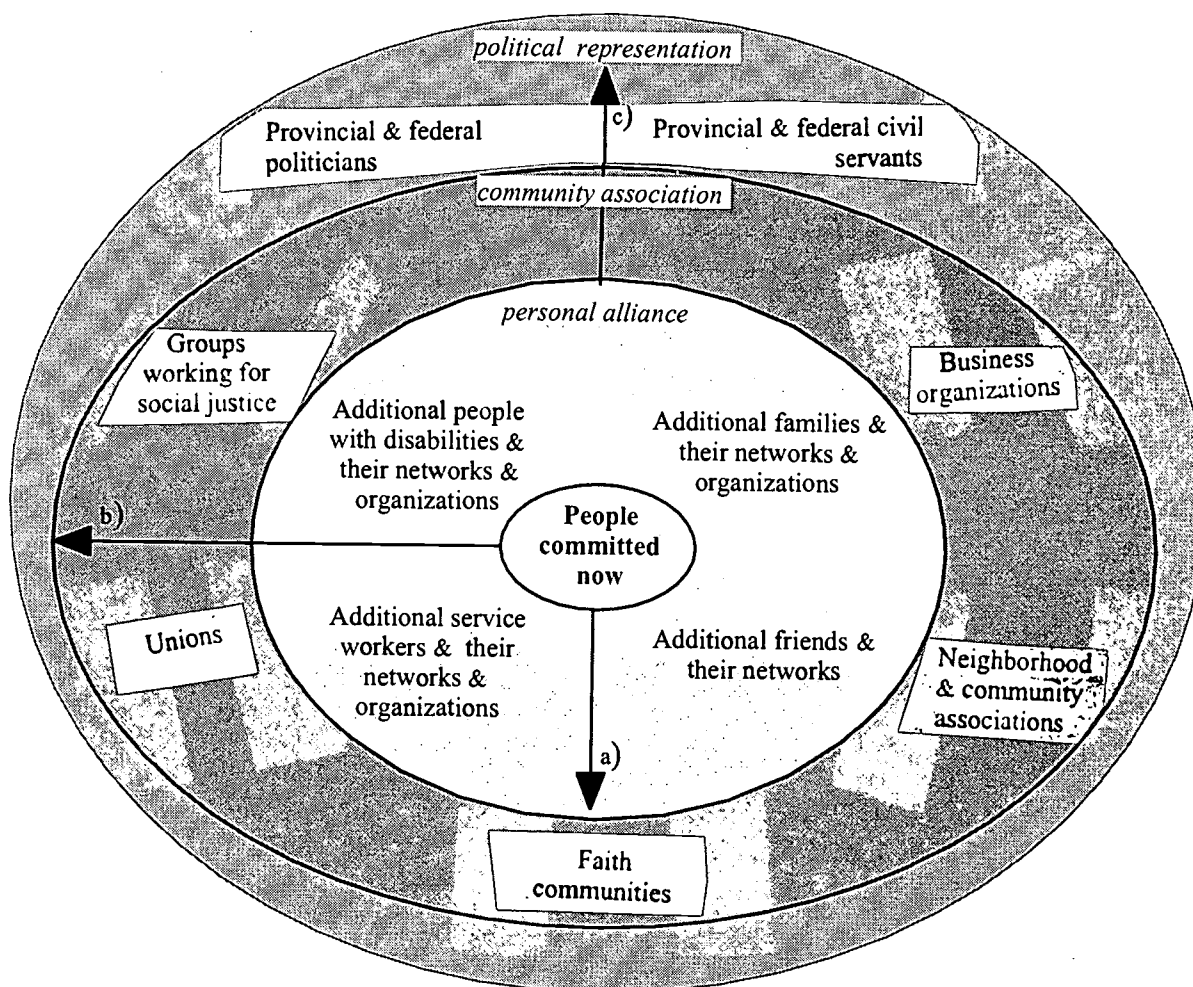 political representation
c)
Provincial & federal
politicians
Provincial & federal civil
servants
community association
personal alliance
Groups
working for
social justice
Business
organizations
Additional people
with disabilities &
their networks &
organizations
Additional families &
their networks &
organizations
b)
People
committed
now
Unions
Additional service
workers & their
networks &
organizations
Additional friends &
their networks
Neighborhood
& community
associations
a)
Faith
communities